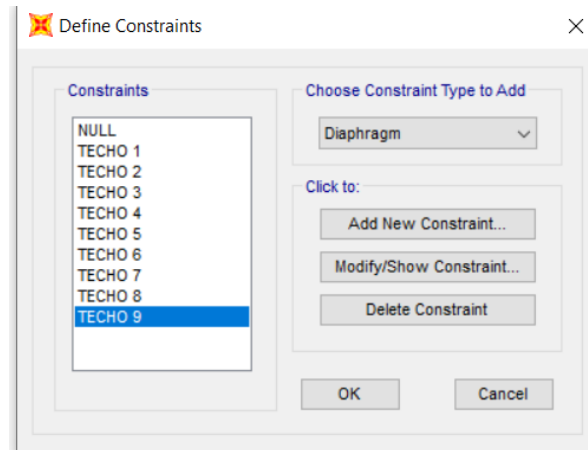 Define Constraints
Constraints
NULL
TECHO 1
TECHO 2
TECHO 3
TECHO 4
TECHO 5
TECHO 6
TECHO 7
TECHO 8
TECHO 9
Choose Constraint Type to Add
Diaphragm
Click to:
Add New Constraint...
Modify/Show Constraint...
Delete Constraint
OK
Cancel